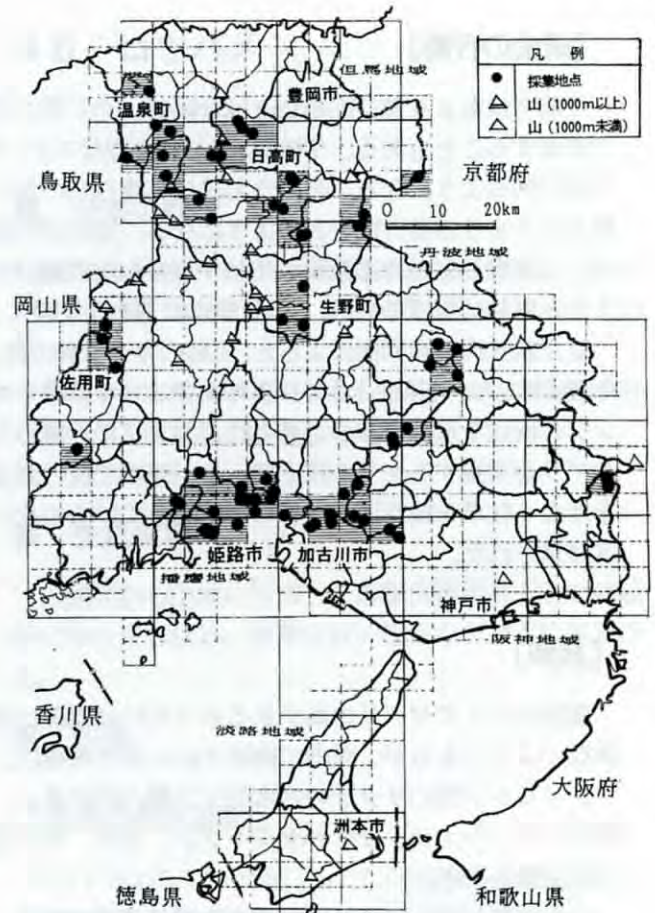 但馬地域
凡　例
● 採集地点
山（1000m以上）
△ 山（1000m未満）
豊岡市
温泉町
日高町
鳥取県
京都府
0 10 20km
丹波地域
岡山県
生野町
佐用町
姫路市
加古川市
播磨地域
神戸市
阪神地域
香川県
淡路地域
大阪府
洲本市
徳島県
和歌山県